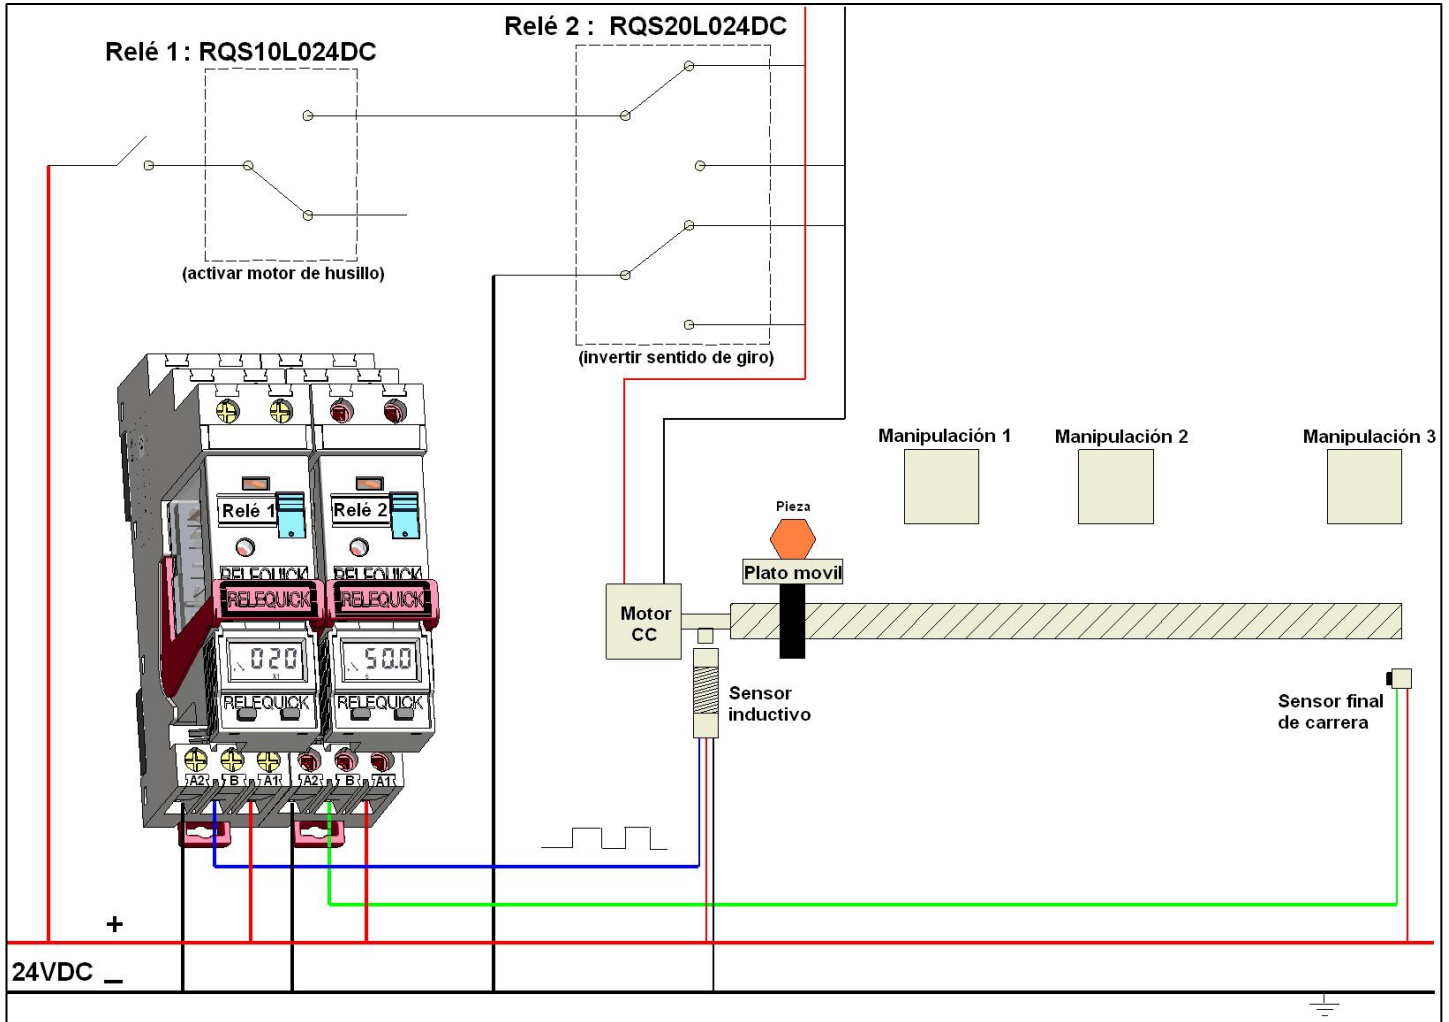 Relé 2 : RQS20L024DC
Relé 1 : RQS10L024DC
(activar motor de husillo)
(invertir sentido de giro)
Manipulación 1
Manipulación 2
Manipulación 3
Relé 1
Relé 2
Pieza
RELEQUICK
RELEQUICK
Plato movil
RELEQUICK
RELEQUICK
Motor
CC
020
X1
50.0
s
Sensor
inductivo
Sensor final
de carrera
RELEQUICK
RELEQUICK
A2
B
A1
A2
B
A1
+
24VDC _